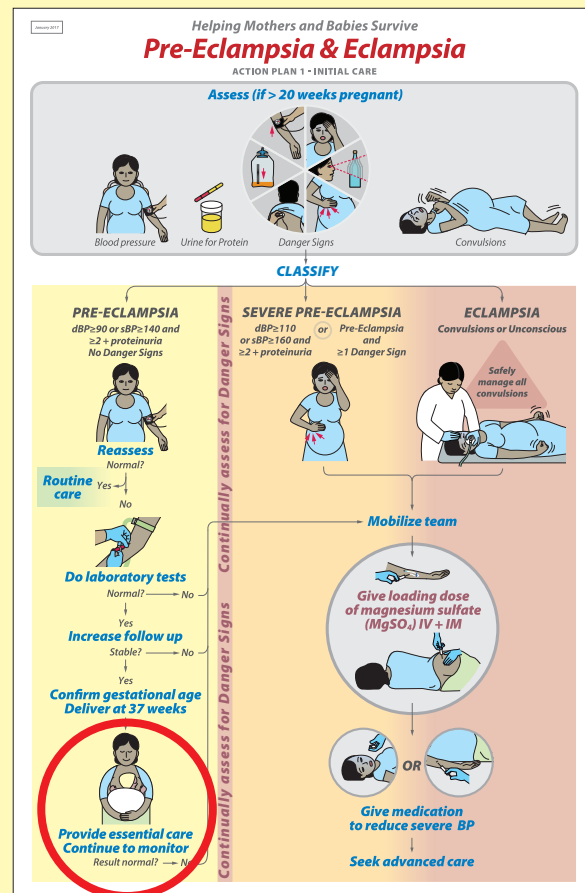 January 2017
Helping Mothers and Babies Survive
Pre-Eclampsia & Eclampsia
ACTION PLAN 1 - INITIAL CARE
Assess (if > 20 weeks pregnant)
Blood pressure
Urine for Protein
Danger Signs
Convulsions
CLASSIFY
PRE-ECLAMPSIA
dBP≥90 or sBP≥140 and
≥2 + proteinuria
No Danger Signs
Reassess
Normal?
Routine
care
Yes
No
Do laboratory tests
Normal? No
Yes
Increase follow up
Stable? No
Yes
Confirm gestational age
Deliver at 37 weeks
Provide essential care
Continue to monitor
Result normal? No
Continually assess for Danger Signs
Continually assess for Danger Signs
SEVERE PRE-ECLAMPSIA
dBP≥110
or sBP≥160 and
≥2 + proteinuria
or
Pre-Eclampsia
and
≥1 Danger Sign
ECLAMPSIA
Convulsions or Unconscious
Safely
manage all
convulsions
Mobilize team
Give loading dose
of magnesium sulfate
(MgSO₄) IV + IM
OR
Give medication
to reduce severe BP
Seek advanced care